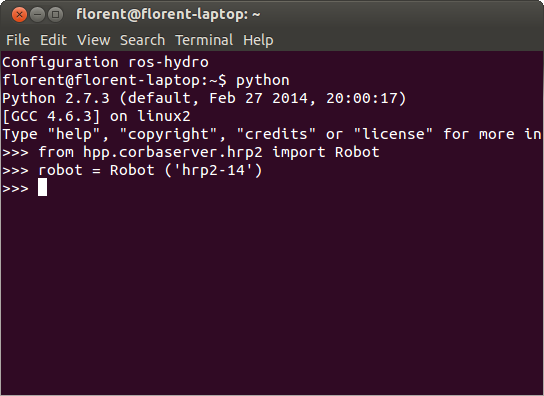 florent@florent-laptop: ~
File Edit View Search Terminal Help
Configuration ros-hydro
florent@florent-laptop:~$ python
Python 2.7.3 (default, Feb 27 2014, 20:00:17)
[GCC 4.6.3] on linux2
Type "help", "copyright", "credits" or "license" for more in
>>> from hpp.corbaserver.hrp2 import Robot
>>> robot = Robot ('hrp2-14')
>>>